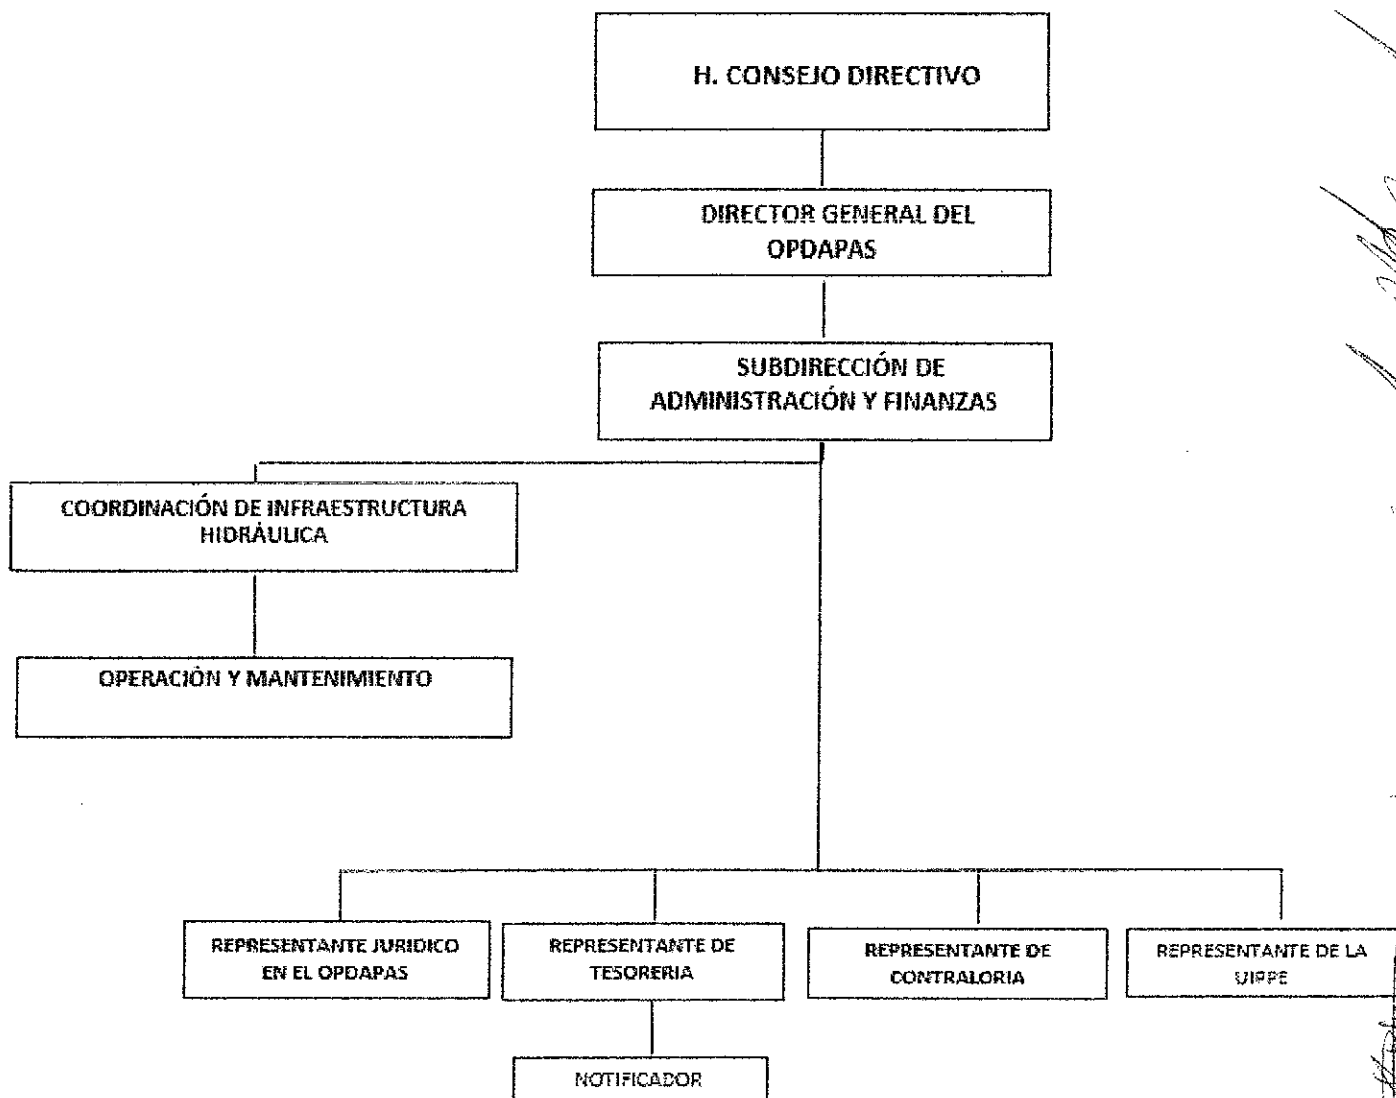 H. CONSEJO DIRECTIVO
DIRECTOR GENERAL DEL
OPDAPAS
SUBDIRECCIÓN DE
ADMINISTRACIÓN Y FINANZAS
COORDINACIÓN DE INFRAESTRUCTURA
HIDRÁULICA
OPERACIÓN Y MANTENIMIENTO
REPRESENTANTE JURIDICO
EN EL OPDAPAS
REPRESENTANTE DE
TESORERIA
REPRESENTANTE DE
CONTRALORIA
REPRESENTANTE DE LA
UIPPE
NOTIFICADOR